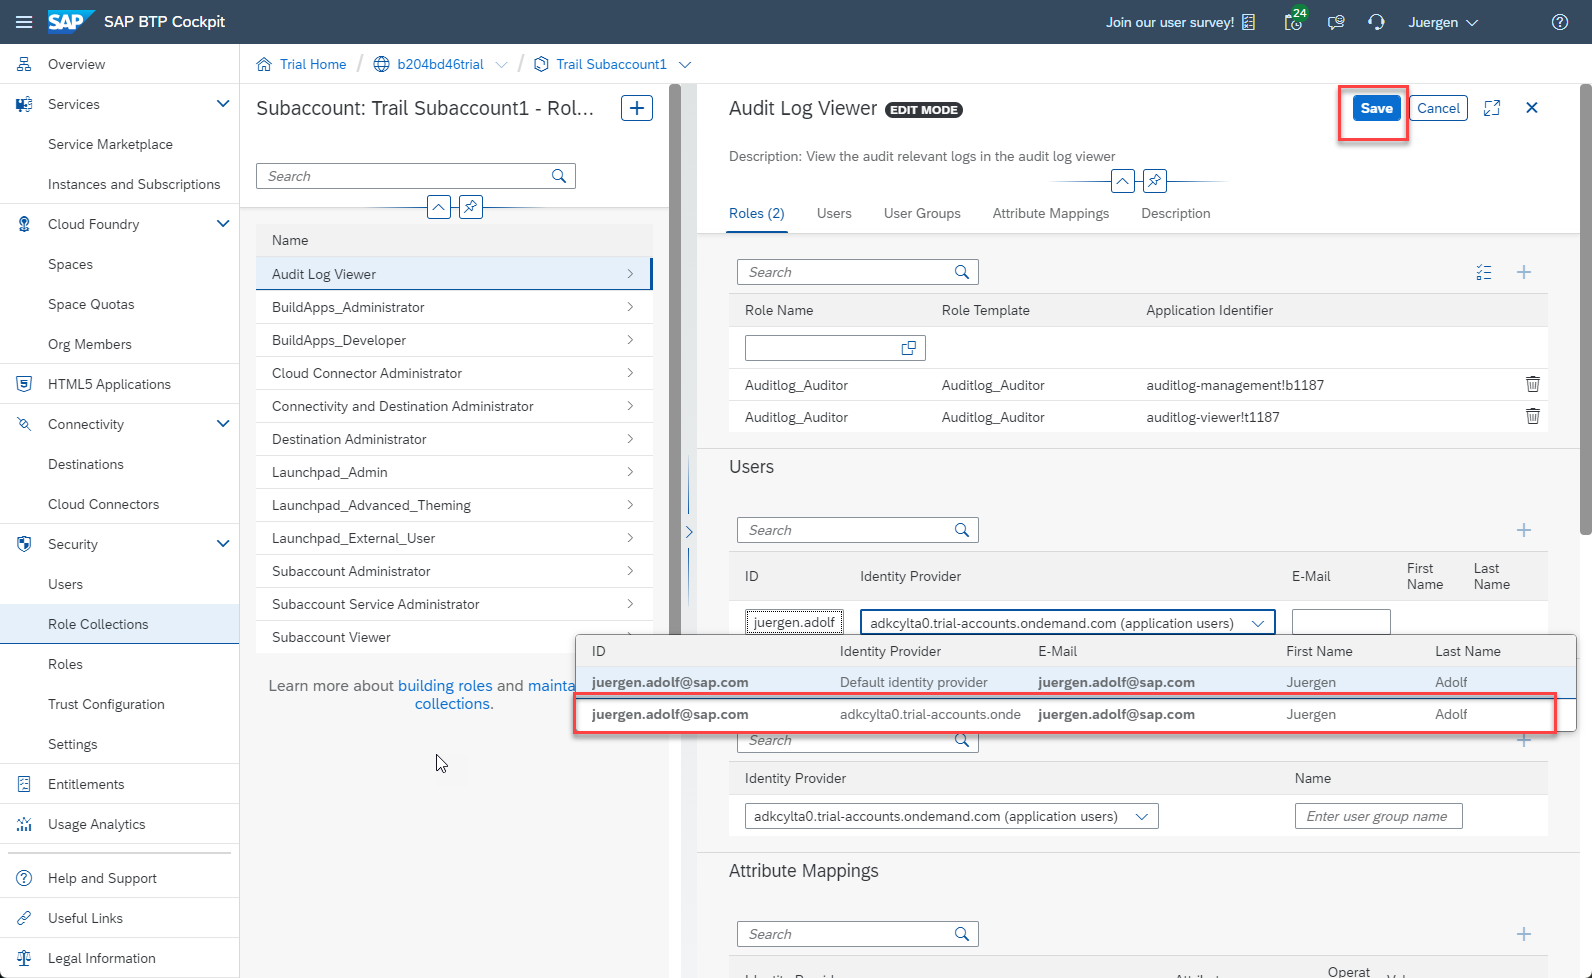 SAP SAP BTP Cockpit
Join our user survey!
24
Juergen
Overview
Services
Service Marketplace
Instances and Subscriptions
Cloud Foundry
Spaces
Space Quotas
Org Members
HTML5 Applications
Connectivity
Destinations
Cloud Connectors
Security
Users
Role Collections
Roles
Trust Configuration
Settings
Entitlements
Usage Analytics
Help and Support
Useful Links
Legal Information
Trial Home / b204bd46trial / Trail Subaccount1
Subaccount: Trail Subaccount1 - Rol...
Search
Name
Audit Log Viewer
BuildApps_Administrator
BuildApps_Developer
Cloud Connector Administrator
Connectivity and Destination Administrator
Destination Administrator
Launchpad_Admin
Launchpad_Advanced_Theming
Launchpad_External_User
Subaccount Administrator
Subaccount Service Administrator
Subaccount Viewer
Learn more about building roles and mainta
collections.
Audit Log Viewer EDIT MODE
Save Cancel
Description: View the audit relevant logs in the audit log viewer
Roles (2) Users User Groups Attribute Mappings Description
Search
Role Name Role Template Application Identifier
Auditlog_Auditor Auditlog_Auditor auditlog-management!b1187
Auditlog_Auditor Auditlog_Auditor auditlog-viewer!t1187
Users
Search
ID Identity Provider E-Mail First Name Last Name
juergen.adolf adkcylta0.trial-accounts.ondemand.com (application users)
ID Identity Provider E-Mail First Name Last Name
juergen.adolf@sap.com Default identity provider juergen.adolf@sap.com Juergen Adolf
juergen.adolf@sap.com adkcylta0.trial-accounts.onde juergen.adolf@sap.com Juergen Adolf
Search
Identity Provider Name
adkcylta0.trial-accounts.ondemand.com (application users) Enter user group name
Attribute Mappings
Search
Operat